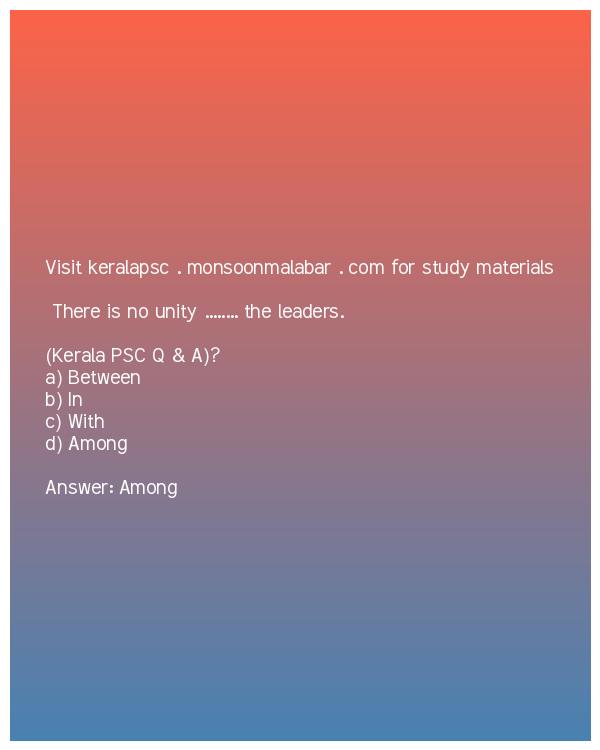 Visit keralapsc . monsoonmalabar . com for study materials
There is no unity ........ the leaders.
(Kerala PSC Q & A)?
a) Between
b) In
c) With
d) Among
Answer: Among